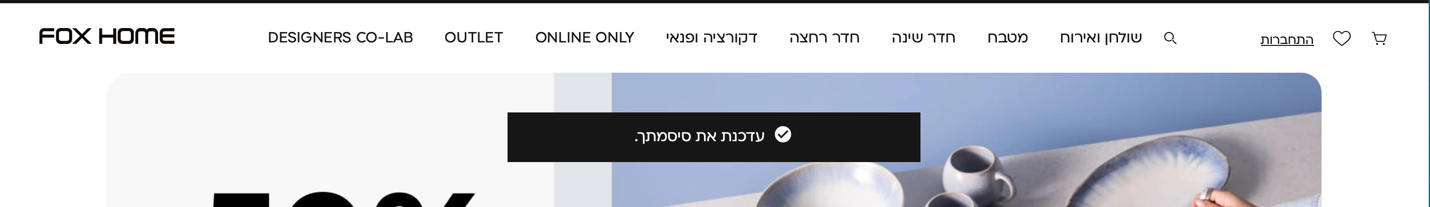 FOX HOME
שולחן ואירוח
מטבח
חדר שינה
חדר רחצה
דקורציה ופנאי
ONLINE ONLY
OUTLET
DESIGNERS CO-LAB
התחברות
עדכנת את סיסמתך.